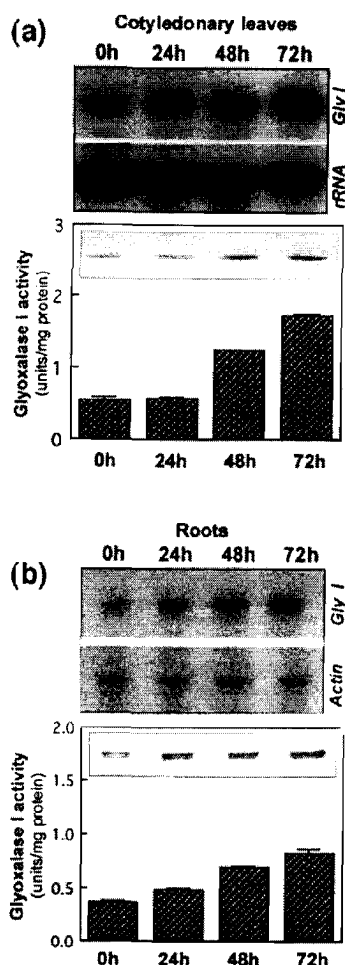 (a)
Cotyledonary leaves
0h 24h 48h 72h
Gly I
rRNA
Glyoxalase I activity
(units/mg protein)
3
2
1
0
0h 24h 48h 72h
(b)
Roots
0h 24h 48h 72h
Gly I
Actin
Glyoxalase I activity
(units/mg protein)
2.0
1.5
1.0
0.5
0.0
0h 24h 48h 72h